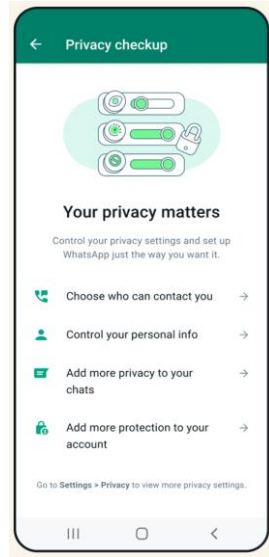 Privacy checkup
Your privacy matters
Control your privacy settings and set up
WhatsApp just the way you want it.
Choose who can contact you
Control your personal info
Add more privacy to your
chats
Add more protection to your
account
Go to Settings > Privacy to view more privacy settings.